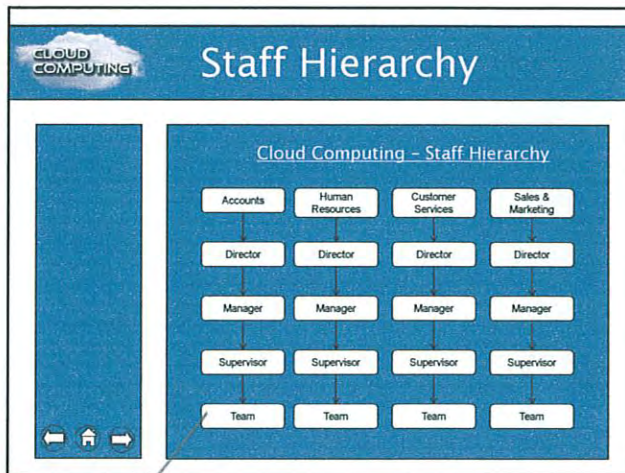 CLOUD
COMPUTING
Staff Hierarchy
Cloud Computing – Staff Hierarchy
Accounts
Human
Resources
Customer
Services
Sales &
Marketing
Director
Director
Director
Director
Manager
Manager
Manager
Manager
Supervisor
Supervisor
Supervisor
Supervisor
Team
Team
Team
Team